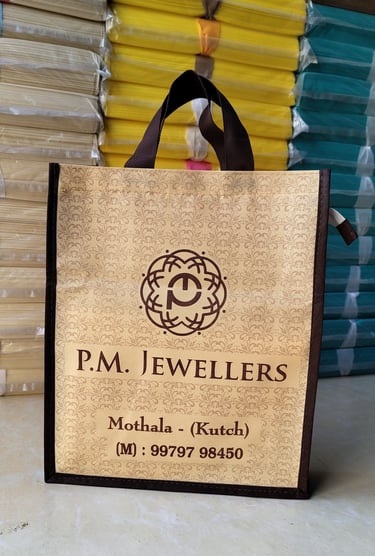 P.M. JEWELLERS
Mothala - (Kutch)
(M) : 99797 98450